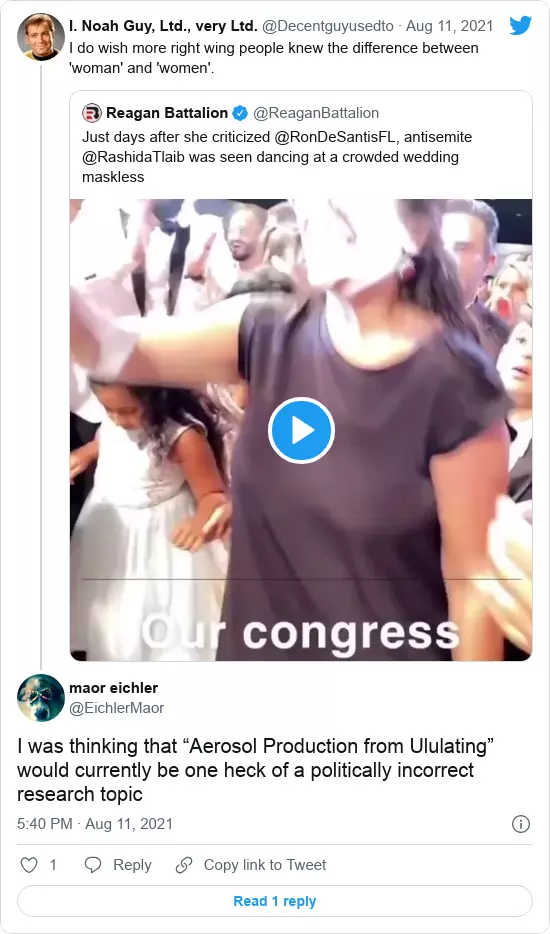 I. Noah Guy, Ltd., very Ltd. @Decentguyusedto · Aug 11, 2021
I do wish more right wing people knew the difference between
'woman' and 'women'.
Reagan Battalion @ReaganBattalion
Just days after she criticized @RonDeSantisFL, antisemite
@RashidaTlaib was seen dancing at a crowded wedding
maskless
Our congress
maor eichler
@EichlerMaor
I was thinking that “Aerosol Production from Ululating”
would currently be one heck of a politically incorrect
research topic
5:40 PM · Aug 11, 2021
1 Reply Copy link to Tweet
Read 1 reply